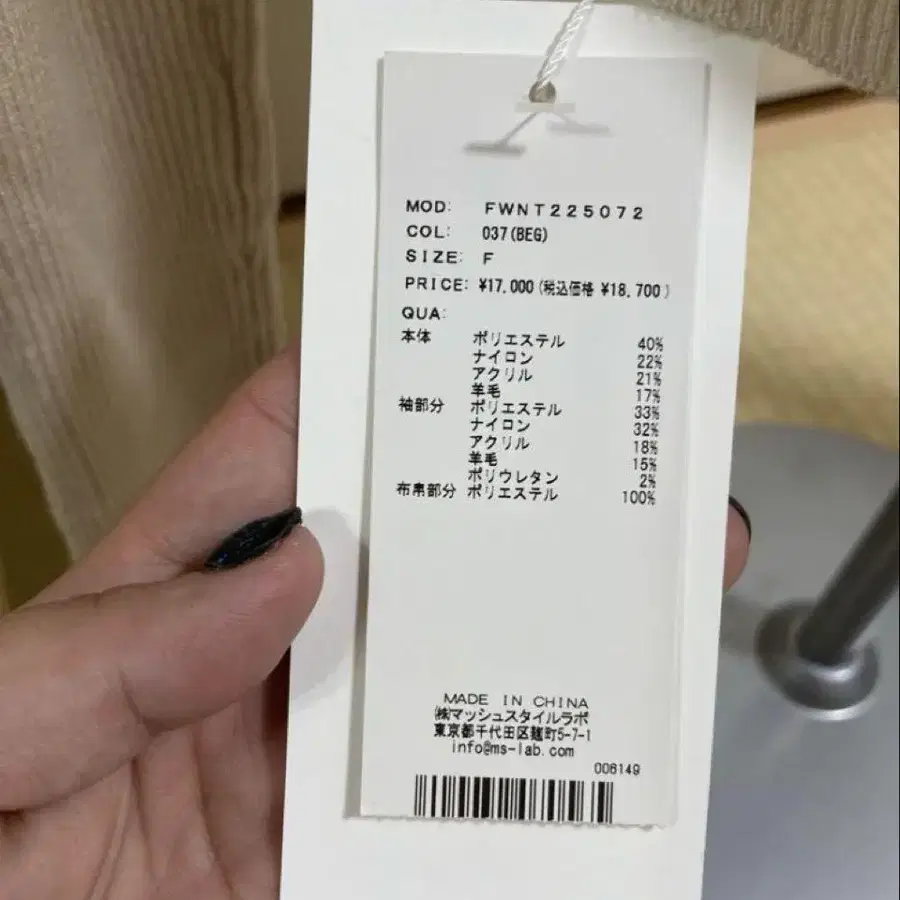 MOD: FWNT225072
COL: 037(BEG)
SIZE: F
PRICE: ¥17,000(税込価格 ¥18,700)
QUA:
本体 ポリエステル 40%
ナイロン 22%
アクリル 21%
羊毛 17%
袖部分 ポリエステル 33%
ナイロン 32%
アクリル 18%
羊毛 15%
ポリウレタン 2%
布帛部分 ポリエステル 100%
MADE IN CHINA
㈱マッシュスタイルラボ
東京都千代田区麹町5-7-1
info@ms-lab.com
006149